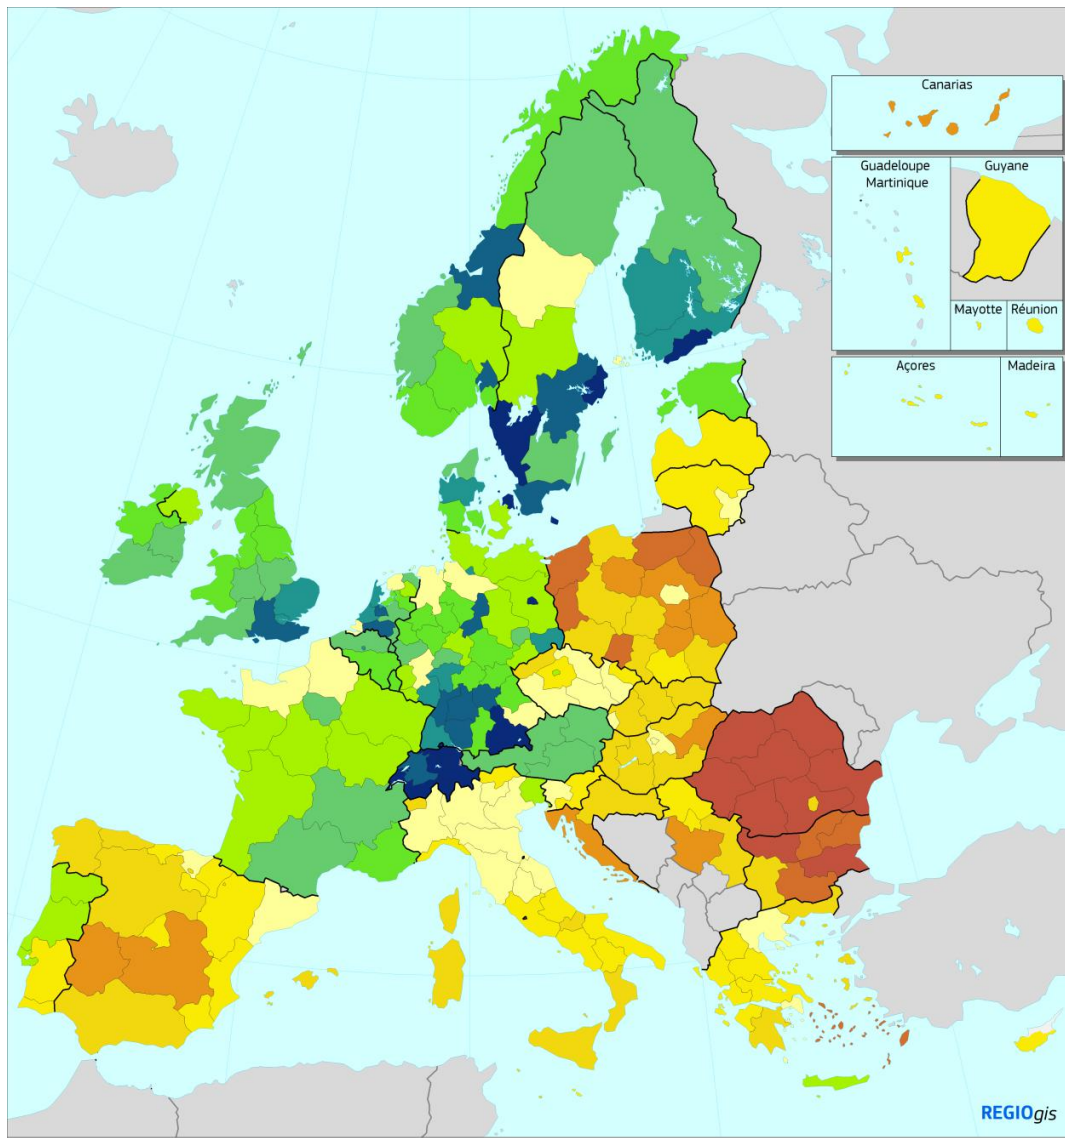 Canarias
Guadeloupe
Martinique
Guyane
Mayotte
Réunion
Açores
Madeira
REGIOgis